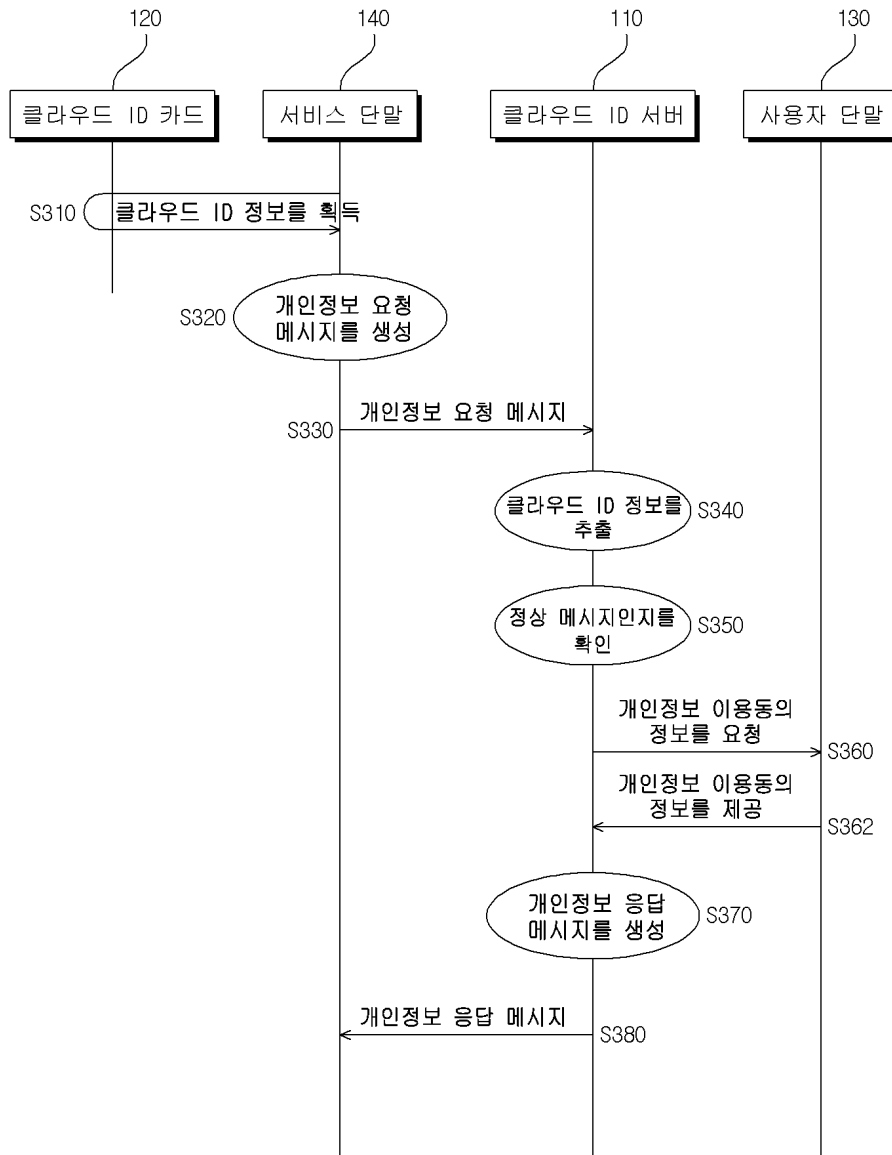 120
140
110
130
클라우드 ID 카드
서비스 단말
클라우드 ID 서버
사용자 단말
S310
클라우드 ID 정보를 획득
S320
개인정보 요청
메시지를 생성
개인정보 요청 메시지
S330
클라우드 ID 정보를
추출
S340
정상 메시지인지를
확인
S350
개인정보 이용동의
정보를 요청
S360
개인정보 이용동의
정보를 제공
S362
개인정보 응답
메시지를 생성
S370
개인정보 응답 메시지
S380